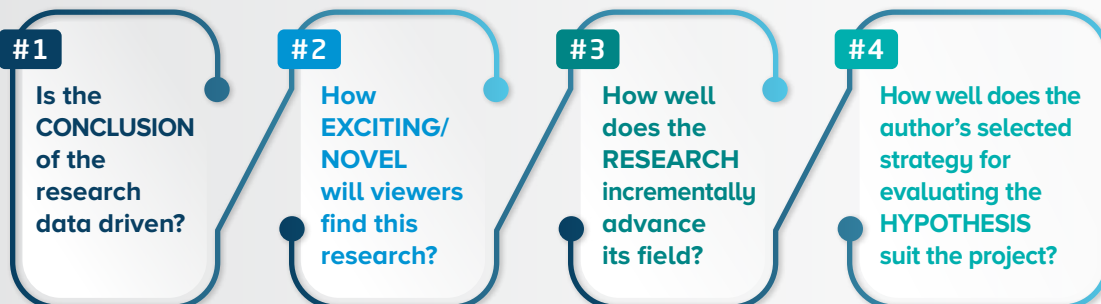 #1
Is the
CONCLUSION
of the
research
data driven?
#2
How
EXCITING/
NOVEL
will viewers
find this
research?
#3
How well
does the
RESEARCH
incrementally
advance
its field?
#4
How well does the
author's selected
strategy for
evaluating the
HYPOTHESIS
suit the project?